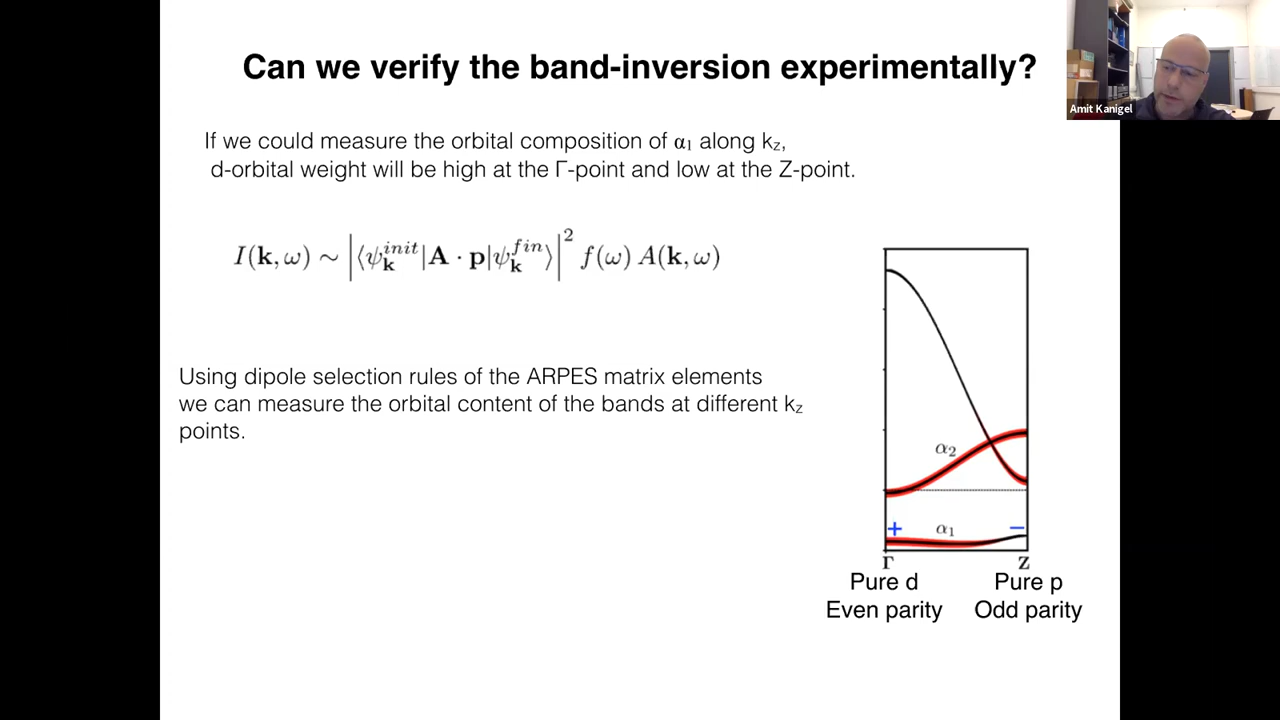 Can we verify the band-inversion experimentally?
Amit Kanigel
If we could measure the orbital composition of α₁ along k_z,
d-orbital weight will be high at the Γ-point and low at the Z-point.
I(𝐤,ω) ∼ |⟨ψ_𝐤^{init}|𝐀 · 𝐩|ψ_𝐤^{fin}⟩|² f(ω) A(𝐤,ω)
Using dipole selection rules of the ARPES matrix elements
we can measure the orbital content of the bands at different k_z
points.
α₂
+ α₁ −
Γ Z
Pure d Pure p
Even parity Odd parity